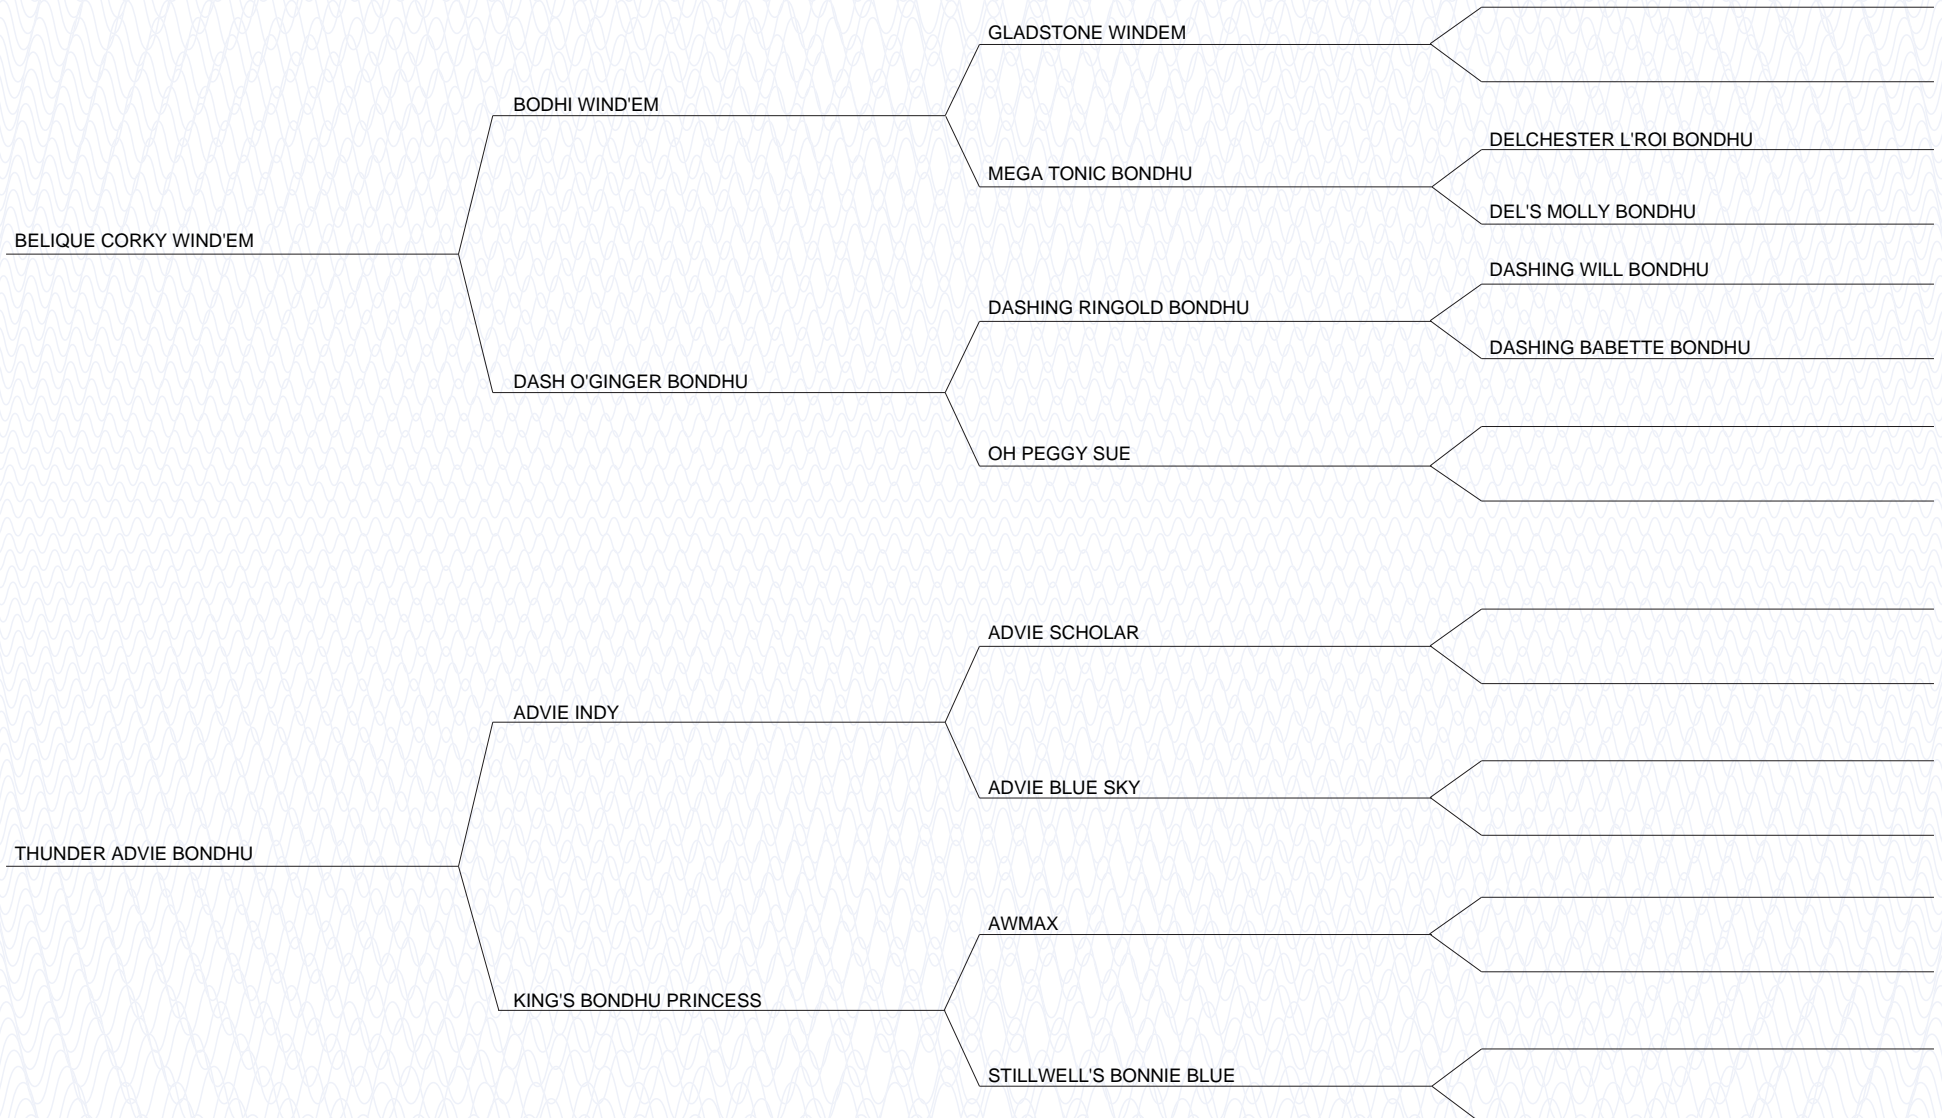 GLADSTONE WINDEM
BODHI WIND'EM
DELCHESTER L'ROI BONDHU
MEGA TONIC BONDHU
DEL'S MOLLY BONDHU
BELIQUE CORKY WIND'EM
DASHING WILL BONDHU
DASHING RINGOLD BONDHU
DASHING BABETTE BONDHU
DASH O'GINGER BONDHU
OH PEGGY SUE
ADVIE SCHOLAR
ADVIE INDY
ADVIE BLUE SKY
THUNDER ADVIE BONDHU
AWMAX
KING'S BONDHU PRINCESS
STILLWELL'S BONNIE BLUE